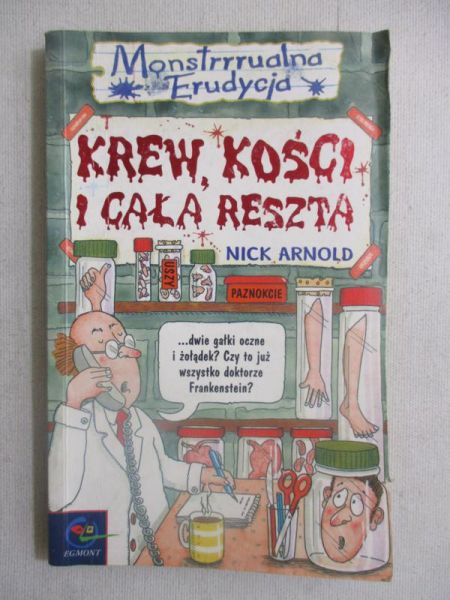 Monstrrrualna
Erudycja
KREW, KOŚCI
I CAŁA RESZTA
NICK ARNOLD
USZY
PAZNOKCIE
...dwie gałki oczne
i żołądek? Czy to już
wszystko doktorze
Frankenstein?
EGMONT